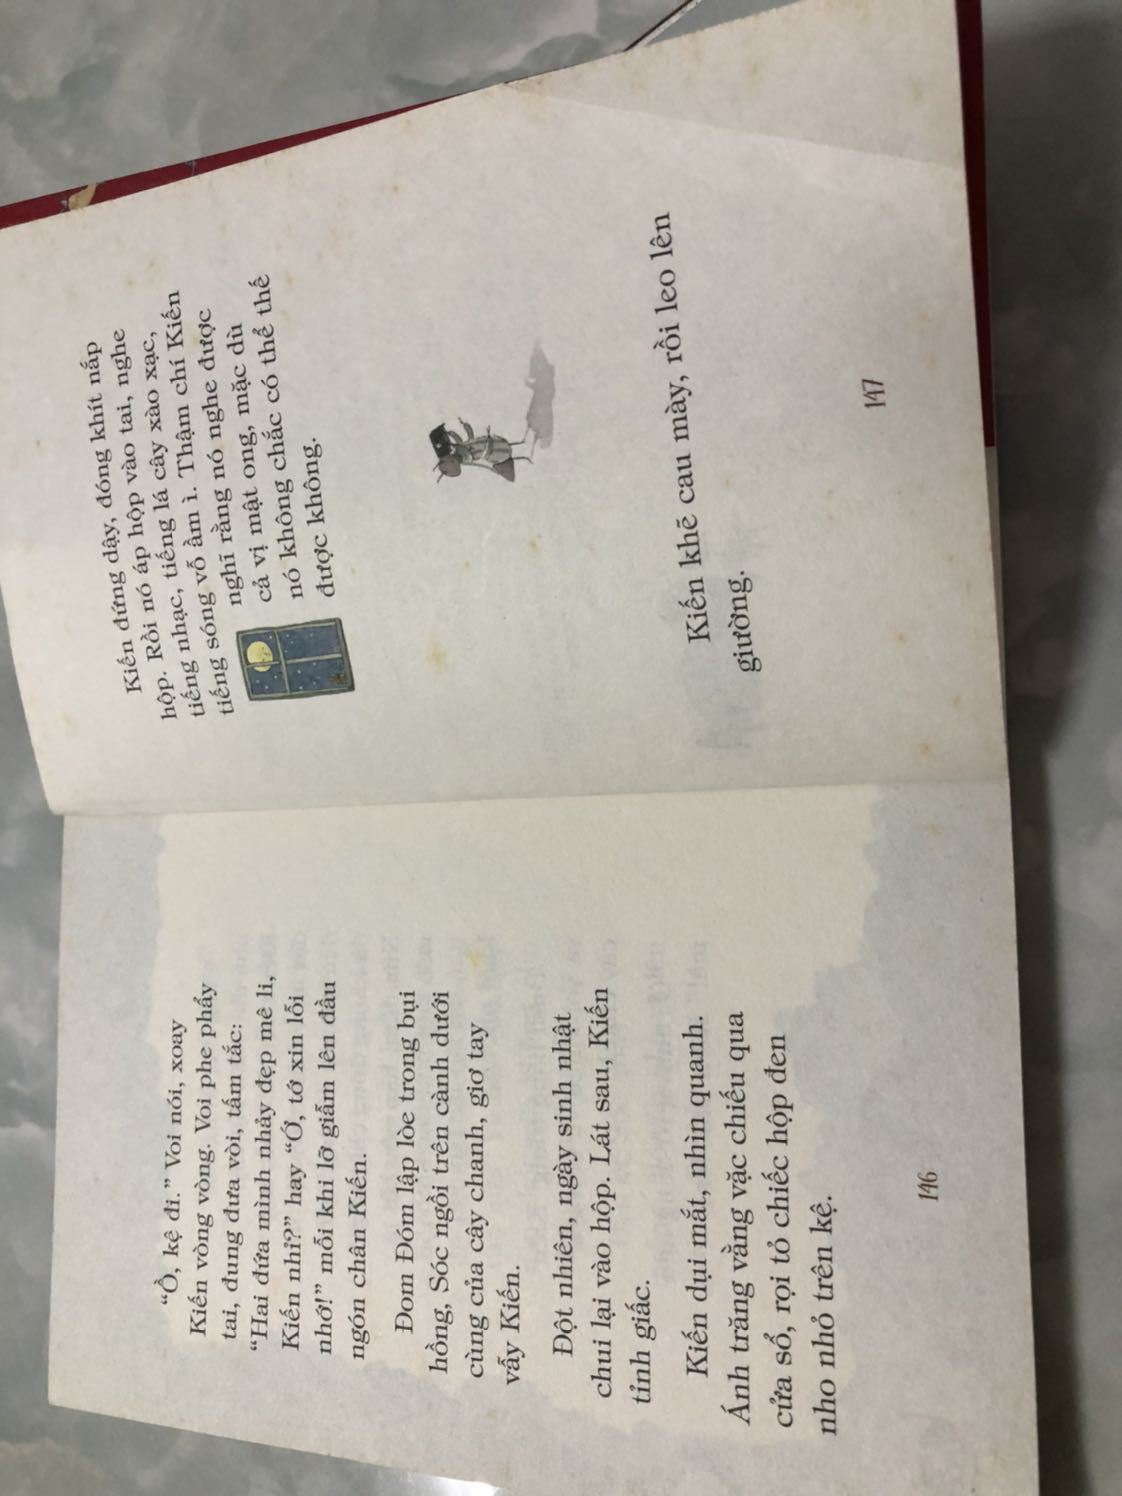 “Ồ, kệ đi.” Voi nói, xoay
Kiến vòng vòng. Voi phe phẩy
tai, đung đưa vòi, tấm tắc:
“Hai đứa mình nhảy đẹp mê li,
Kiến nhỉ?” hay “Ớ, tớ xin lỗi
nhớ!” mỗi khi lỡ giẫm lên đầu
ngón chân Kiến.
Đom Đóm lập lòe trong bụi
hồng, Sóc ngồi trên cành dưới
cùng của cây chanh, giơ tay
vẫy Kiến.
Đột nhiên, ngày sinh nhật
chui lại vào hộp. Lát sau, Kiến
tỉnh giấc.
Kiến dụi mắt, nhìn quanh.
Ánh trăng vằng vặc chiếu qua
cửa sổ, rọi tỏ chiếc hộp đen
nho nhỏ trên kệ.
146
Kiến đứng dậy, đóng khít nắp
hộp. Rồi nó áp hộp vào tai, nghe
tiếng nhạc, tiếng lá cây xào xạc,
tiếng sóng vỗ ầm ì. Thậm chí Kiến
nghĩ rằng nó nghe được
cả vị mật ong, mặc dù
nó không chắc có thể thế
được không.
Kiến khẽ cau mày, rồi leo lên
giường.
147